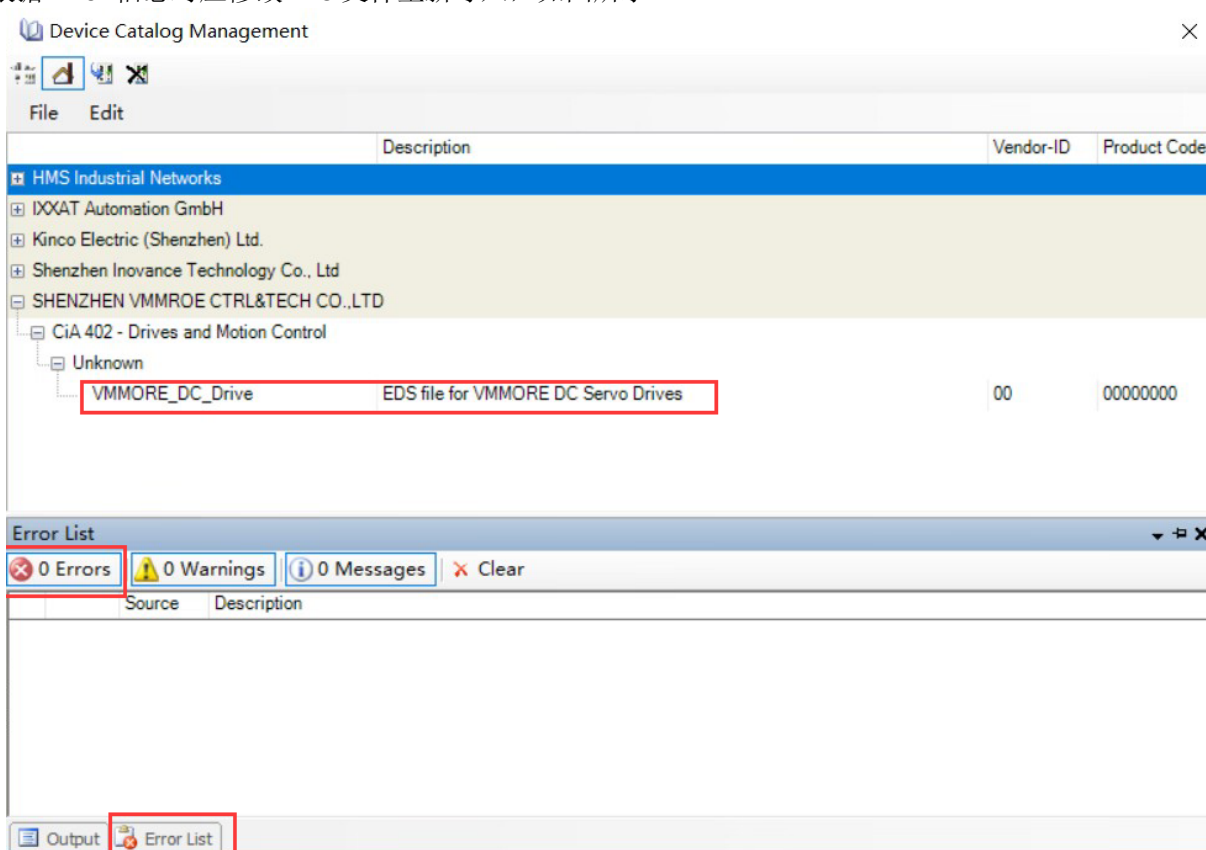 Device Catalog Management
File Edit
Description Vendor-ID Product Code
HMS Industrial Networks
IXXAT Automation GmbH
Kinco Electric (Shenzhen) Ltd.
Shenzhen Inovance Technology Co., Ltd
SHENZHEN VMMROE CTRL&TECH CO.,LTD
CiA 402 - Drives and Motion Control
Unknown
VMMORE_DC_Drive EDS file for VMMORE DC Servo Drives 00 00000000
Error List
0 Errors 0 Warnings 0 Messages Clear
Source Description
Output Error List